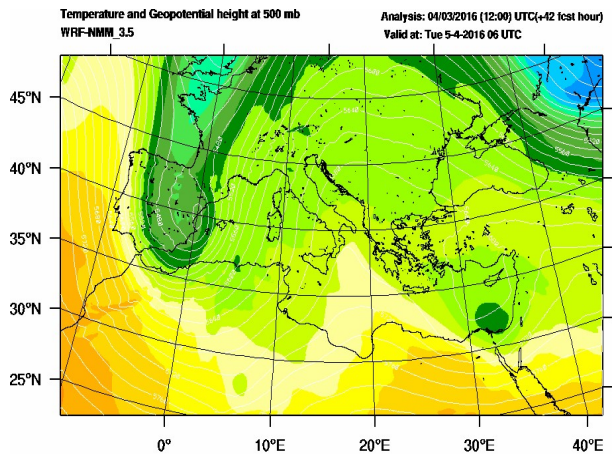 Temperature and Geopotential height at 500 mb
WRF-NMM_3.5
Analysis: 04/03/2016 (12:00) UTC(+42 fcst hour)
Valid at: Tue 5-4-2016 06 UTC
45°N
40°N
35°N
30°N
25°N
0°
10°E
20°E
30°E
40°E